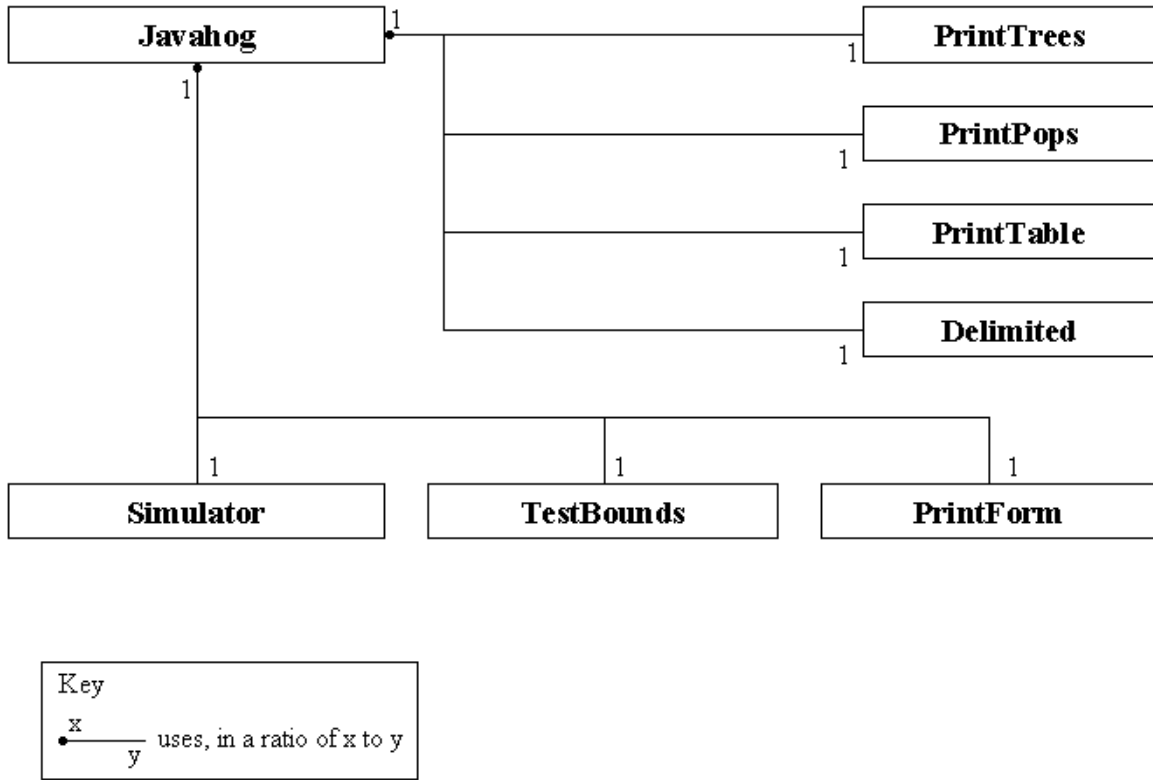 Javahog
1
1
PrintTrees
1
1
PrintPops
1
PrintTable
1
Delimited
1
1
1
1
Simulator
TestBounds
PrintForm
Key
x
y
uses, in a ratio of x to y